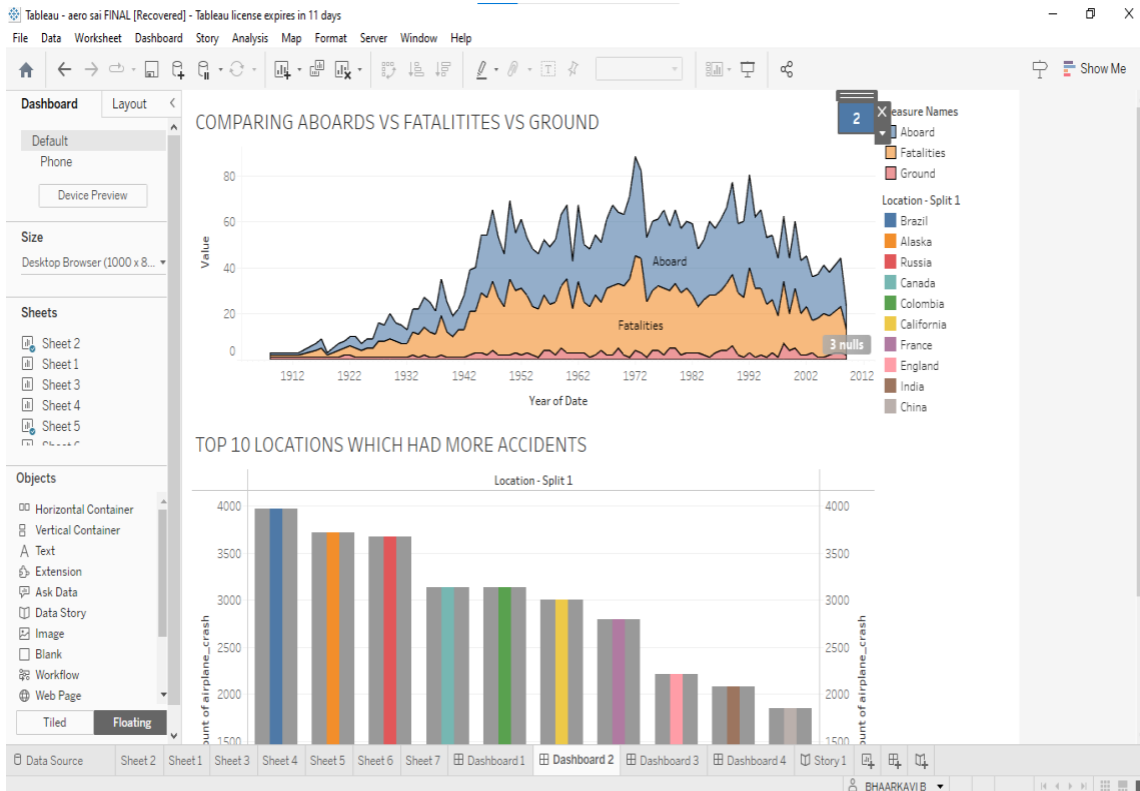 Tableau - aero sai FINAL [Recovered] - Tableau license expires in 11 days
File Data Worksheet Dashboard Story Analysis Map Format Server Window Help
Show Me
Dashboard Layout
Default
Phone
Device Preview
Size
Desktop Browser (1000 x 8...
Sheets
Sheet 2
Sheet 1
Sheet 3
Sheet 4
Sheet 5
Objects
Horizontal Container
Vertical Container
Text
Extension
Ask Data
Data Story
Image
Blank
Workflow
Web Page
Tiled Floating
COMPARING ABOARDS VS FATALITITES VS GROUND
2
Value
80
60
40
20
0
Aboard
Fatalities
3 nulls
1912 1922 1932 1942 1952 1962 1972 1982 1992 2002 2012
Year of Date
easure Names
Aboard
Fatalities
Ground
Location - Split 1
Brazil
Alaska
Russia
Canada
Colombia
California
France
England
India
China
TOP 10 LOCATIONS WHICH HAD MORE ACCIDENTS
Location - Split 1
4000
3500
3000
2500
2000
1500
ount of airplane_crash
4000
3500
3000
2500
2000
1500
ount of airplane_crash
Data Source Sheet 2 Sheet 1 Sheet 3 Sheet 4 Sheet 5 Sheet 6 Sheet 7 Dashboard 1 Dashboard 2 Dashboard 3 Dashboard 4 Story 1
BHAARKAVI B